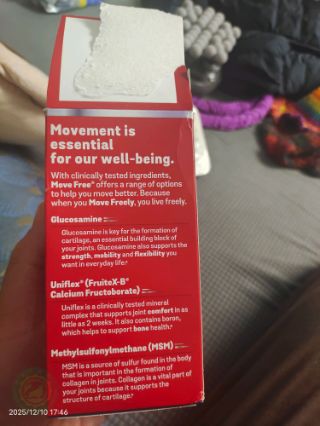 Movement is
essential
for our well-being.
With clinically tested ingredients,
Move Free® offers a range of options
to help you move better. Because
when you Move Freely, you live freely.
Glucosamine
Glucosamine is key for the formation of
cartilage, an essential building block of
your joints. Glucosamine also supports the
strength, mobility and flexibility you
want in everyday life.
Uniflex® (FruiteX-B®
Calcium Fructoborate)
Uniflex is a clinically tested mineral
complex that supports joint comfort in as
little as 2 weeks. It also contains boron,
which helps to support bone health.
Methylsulfonylmethane (MSM)
MSM is a source of sulfur found in the body
that is important in the formation of
collagen in joints. Collagen is a vital part of
your joints because it supports the
structure of cartilage.
2025/12/10 17:46